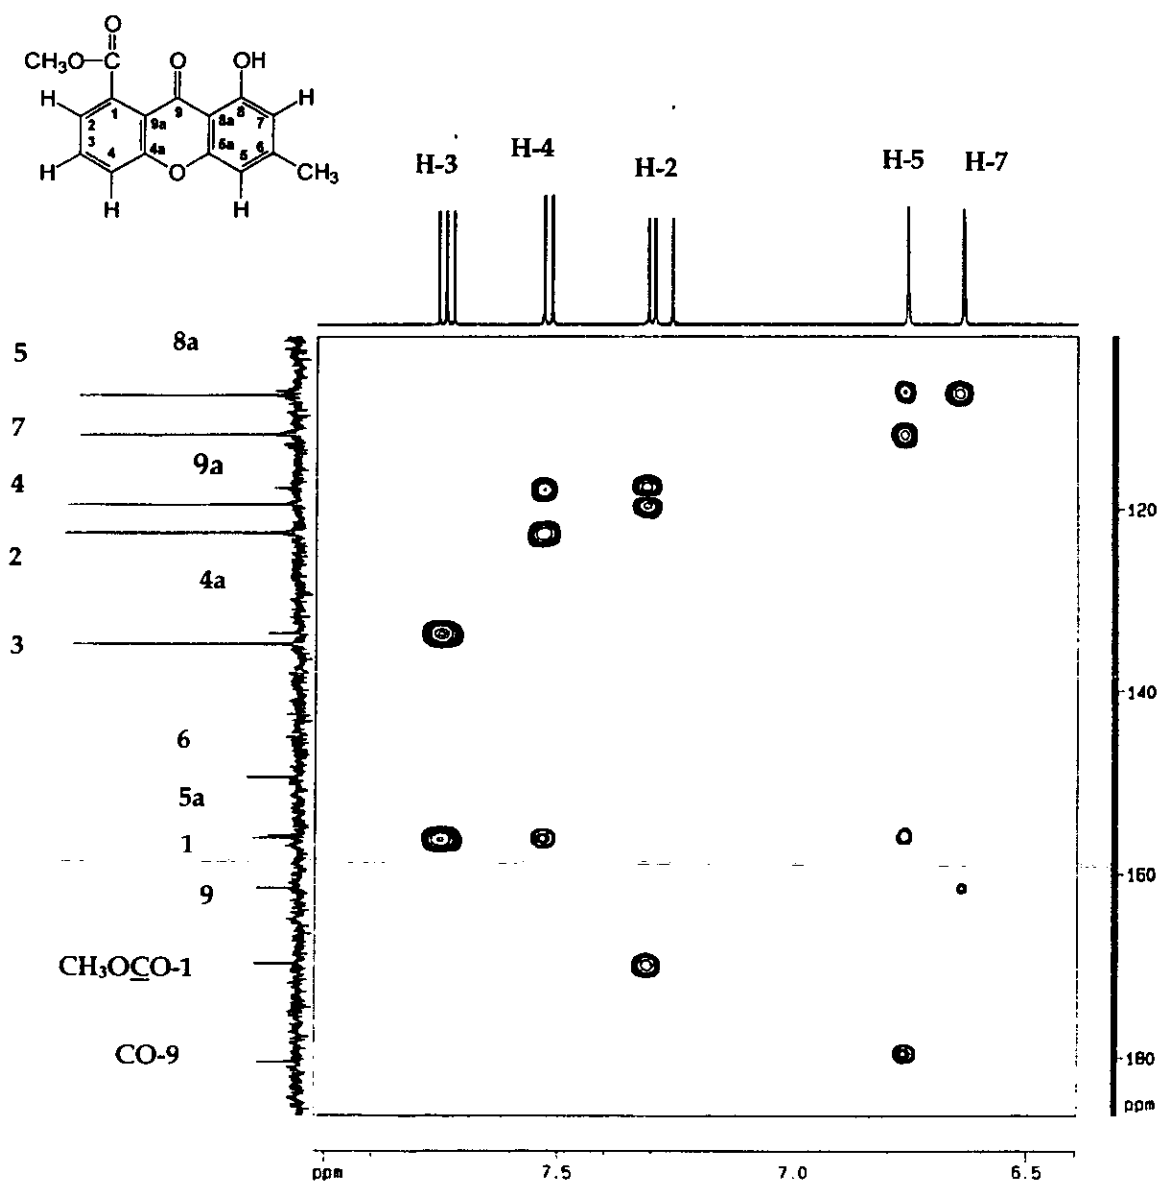 O
CH₃O C O OH
H 9 8 H
1 9a 8a 7
2
3 4a 5a 6
4 5
H O CH₃
H H
H-3 H-4 H-2 H-5 H-7
5 8a
7
9a
4
120
2
4a
3
140
6
5a
1
160
9
CH₃OCO-1
CO-9
180
ppm
ppm 7.5 7.0 6.5